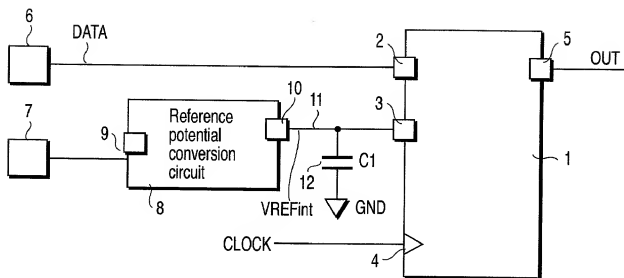 6
DATA
2
5
OUT
7
9
Reference
potential
conversion
circuit
8
10
11
3
12
C1
VREFint
GND
1
CLOCK
4